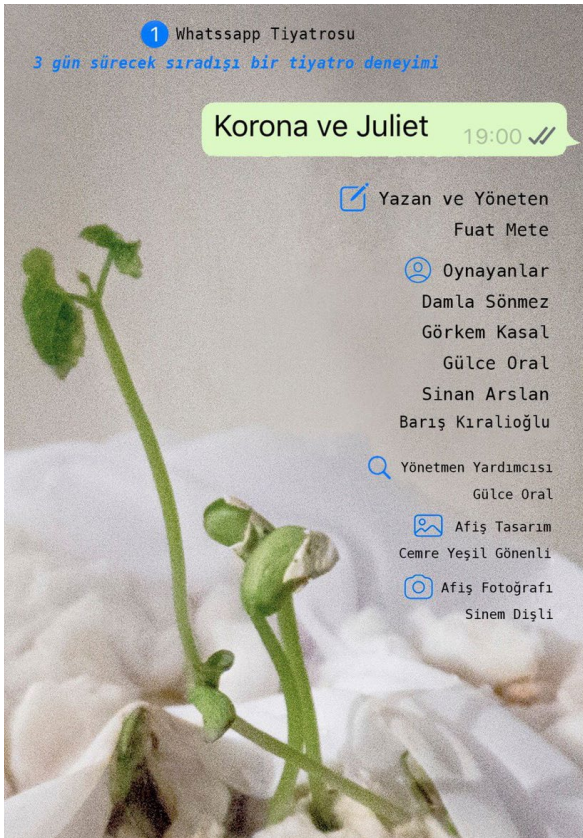 1 Whatssapp Tiyatrosu
3 gün sürecek sıradışı bir tiyatro deneyimi
Korona ve Juliet 19:00
Yazan ve Yöneten
Fuat Mete
Oynayanlar
Damla Sönmez
Görkem Kasal
Gülce Oral
Sinan Arslan
Barış Kıralioğlu
Yönetmen Yardımcısı
Gülce Oral
Afiş Tasarım
Cemre Yeşil Gönenli
Afiş Fotoğrafı
Sinem Dişli